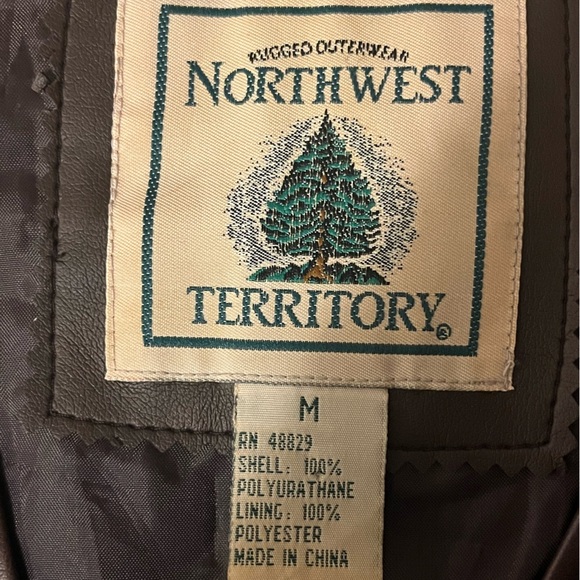 RUGGED OUTERWEAR
NORTHWEST
TERRITORY®
M
RN 48829
SHELL: 100%
POLYURATHANE
LINING: 100%
POLYESTER
MADE IN CHINA